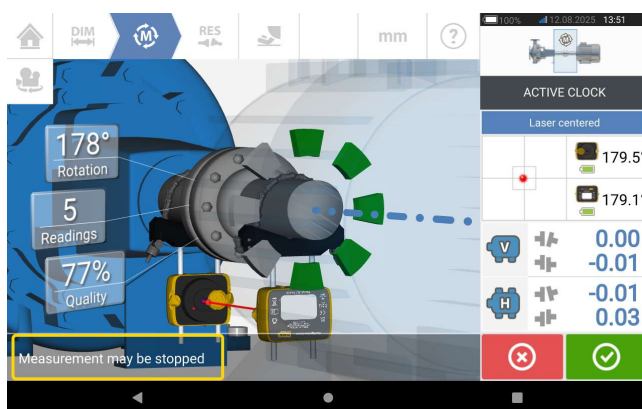 DIM
M
RES
mm
?
100%
12.08.2025
13:51
M
ACTIVE CLOCK
Laser centered
178°
Rotation
179.5°
5
Readings
179.1°
77%
Quality
V
0.00
-0.01
H
-0.01
0.03
Measurement may be stopped